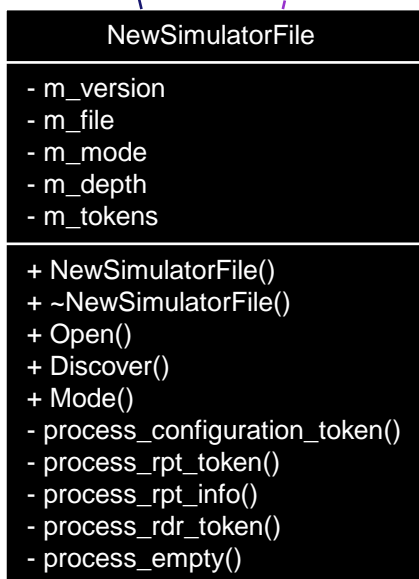 NewSimulatorFile
- m_version
- m_file
- m_mode
- m_depth
- m_tokens
+ NewSimulatorFile()
+ ~NewSimulatorFile()
+ Open()
+ Discover()
+ Mode()
- process_configuration_token()
- process_rpt_token()
- process_rpt_info()
- process_rdr_token()
- process_empty()